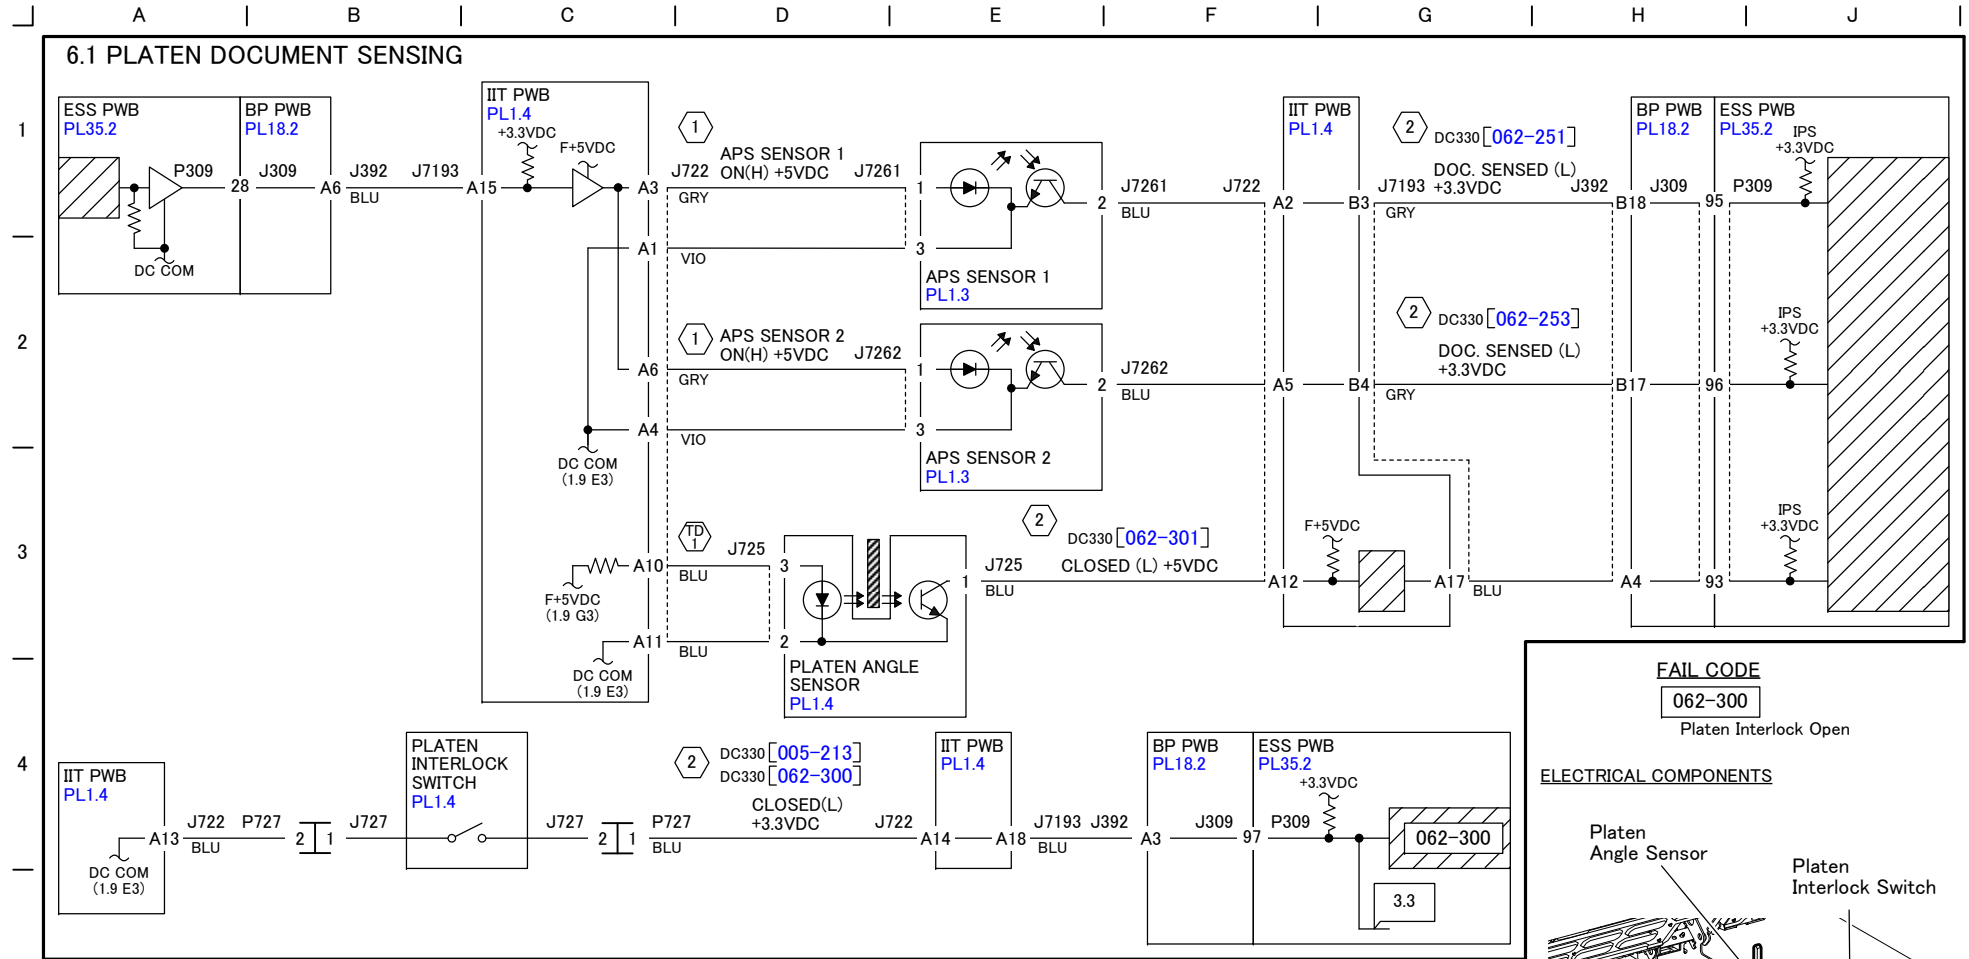 A B C D E F G H J
6.1 PLATEN DOCUMENT SENSING
1
ESS PWB
PL35.2
BP PWB
PL18.2
P309
28
J309
A6
J392
BLU
J7193
A15
DC COM
IIT PWB
PL1.4
+3.3VDC
F+5VDC
A3
A1
A6
A4
DC COM
(1.9 E3)
A10
F+5VDC
(1.9 G3)
A11
DC COM
(1.9 E3)
1
J722
GRY
APS SENSOR 1
ON(H) +5VDC
J7261
1
VIO
3
2
APS SENSOR 1
PL1.3
J7261
BLU
J722
A2
IIT PWB
PL1.4
B3
2
DC330[062-251]
DOC. SENSED (L)
+3.3VDC
J7193
GRY
J392
B18
BP PWB
PL18.2
J309
95
ESS PWB
PL35.2
P309
IPS
+3.3VDC
2
1
APS SENSOR 2
ON(H) +5VDC
J7262
GRY
1
VIO
3
2
APS SENSOR 2
PL1.3
J7262
BLU
A5
B4
2
DC330[062-253]
DOC. SENSED (L)
+3.3VDC
GRY
B17
96
IPS
+3.3VDC
3
TD
1
J725
BLU
3
BLU
2
PLATEN ANGLE
SENSOR
PL1.4
1
J725
BLU
2
DC330[062-301]
CLOSED (L) +5VDC
A12
F+5VDC
A17
BLU
A4
93
IPS
+3.3VDC
4
IIT PWB
PL1.4
DC COM
(1.9 E3)
A13
J722
BLU
P727
2
1
J727
PLATEN
INTERLOCK
SWITCH
PL1.4
J727
2
1
P727
BLU
2
DC330[005-213]
DC330[062-300]
CLOSED(L)
+3.3VDC
J722
A14
IIT PWB
PL1.4
A18
J7193
BLU
J392
A3
BP PWB
PL18.2
J309
97
ESS PWB
PL35.2
P309
+3.3VDC
062-300
3.3
FAIL CODE
062-300
Platen Interlock Open
ELECTRICAL COMPONENTS
Platen
Angle Sensor
Platen
Interlock Switch